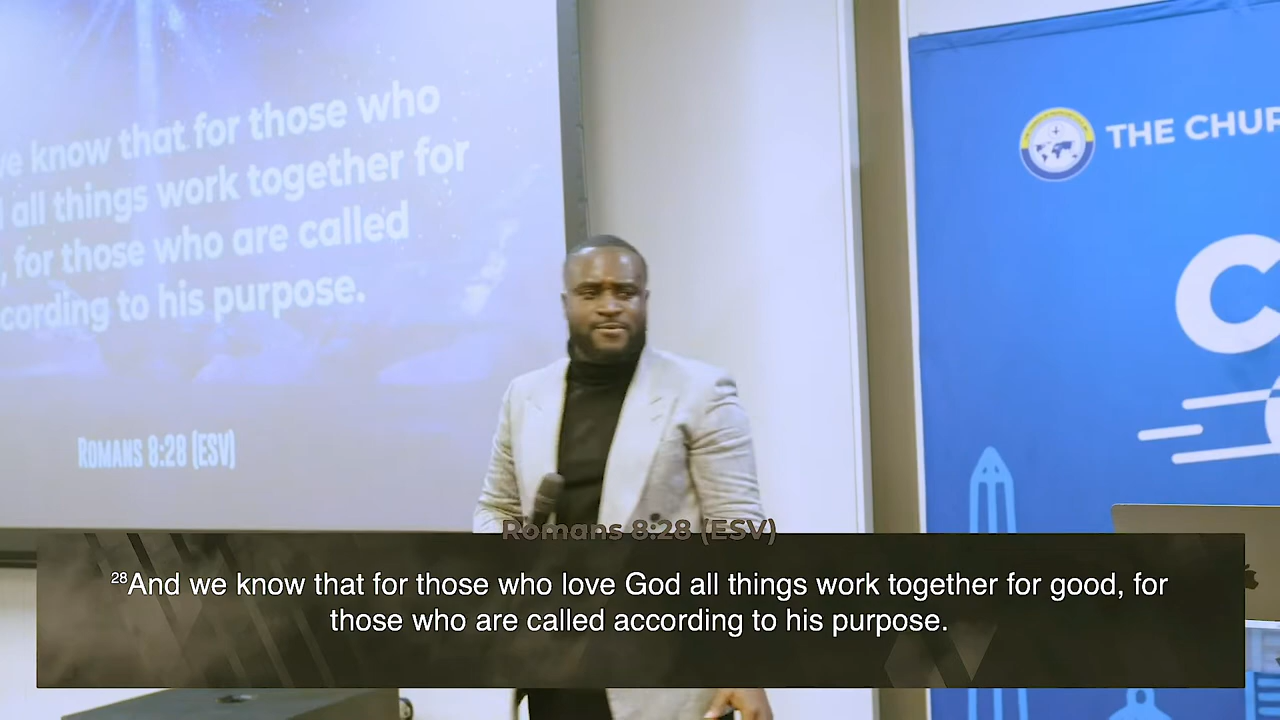 we know that for those who
all things work together for
, for those who are called
cording to his purpose.
ROMANS 8:28 (ESV)
THE CHUR
C
Romans 8:28 (ESV)
28And we know that for those who love God all things work together for good, for
those who are called according to his purpose.